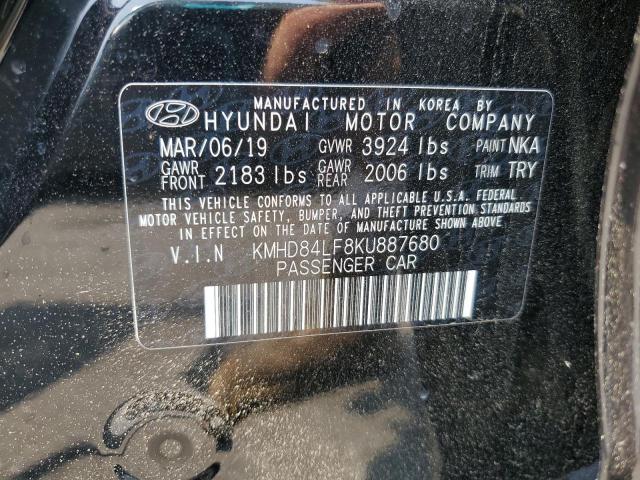 MANUFACTURED IN KOREA BY
HYUNDAI MOTOR COMPANY
MAR/06/19 GVWR 3924 lbs PAINT NKA
GAWR FRONT 2183 lbs GAWR REAR 2006 lbs TRIM TRY
THIS VEHICLE CONFORMS TO ALL APPLICABLE U.S.A. FEDERAL
MOTOR VEHICLE SAFETY, BUMPER, AND THEFT PREVENTION STANDARDS
IN EFFECT ON THE DATE OF MANUFACTURE SHOWN ABOVE.
V.I.N KMHD84LF8KU887680
PASSENGER CAR